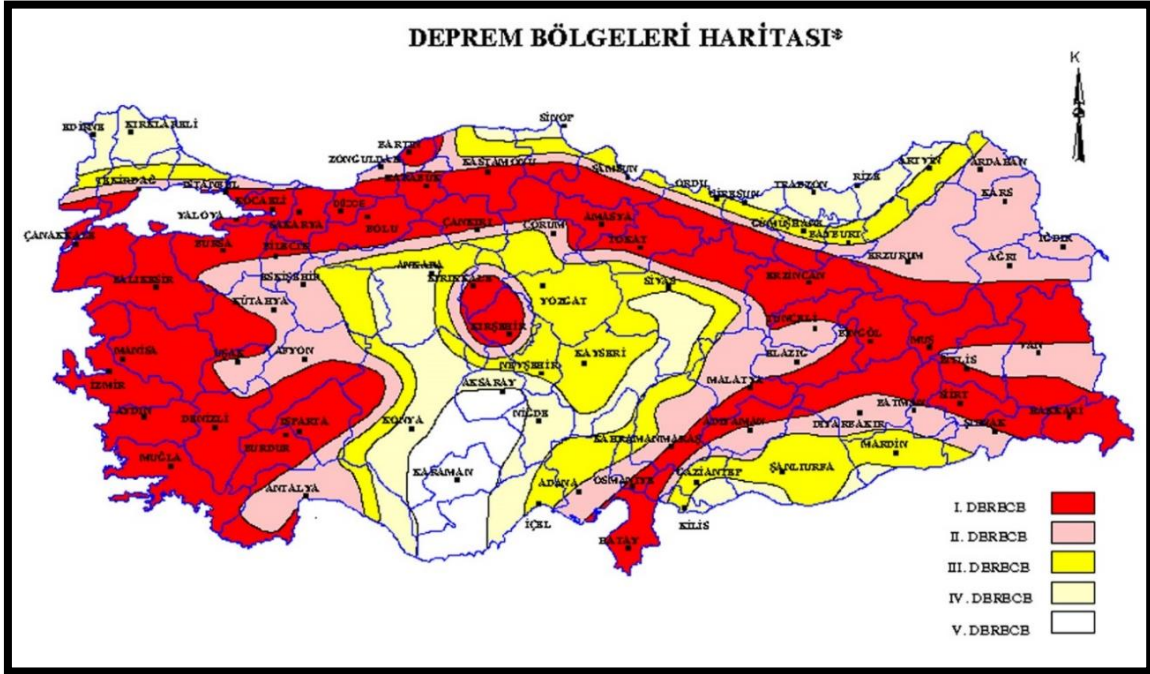 DEPREM BÖLGELERİ HARİTASI*
K
SİNOP
EDİRNE
KIRKLARELİ
BARTIN
ZONGULDAK
KASTAMONU
KARABÜK
SAMSUN
ARTVİN
ARDAHAN
TEKİRDAĞ
İSTANBUL
ORDU
GİRESUN
TRABZON
RİZE
KARS
KOCAELİ
YALOVA
SAKARYA
DÜZCE
BOLU
ÇANKIRI
ÇORUM
AMASYA
TOKAT
GÜMÜŞHANE
BAYBURT
ÇANAKKALE
BURSA
BİLECİK
IĞDIR
ERZURUM
AĞRI
ANKARA
ESKİŞEHİR
KIRIKKALE
BALIKESİR
KÜTAHYA
YOZGAT
SİVAS
ERZİNCAN
KIRŞEHİR
TUNCELİ
BİNGÖL
MUŞ
VAN
MANİSA
UŞAK
AFYON
NEVŞEHİR
KAYSERİ
ELAZIĞ
BİTLİS
İZMİR
AKSARAY
MALATYA
AYDIN
DENİZLİ
ISPARTA
KONYA
NİĞDE
ADIYAMAN
DİYARBAKIR
BATMAN
SİİRT
HAKKARİ
BURDUR
KAHRAMANMARAŞ
MARDİN
ŞIRNAK
MUĞLA
KARAMAN
GAZİANTEP
ŞANLIURFA
ANTALYA
ADANA
OSMANİYE
İÇEL
KİLİS
HATAY
I. DERECE
II. DERECE
III. DERECE
IV. DERECE
V. DERECE